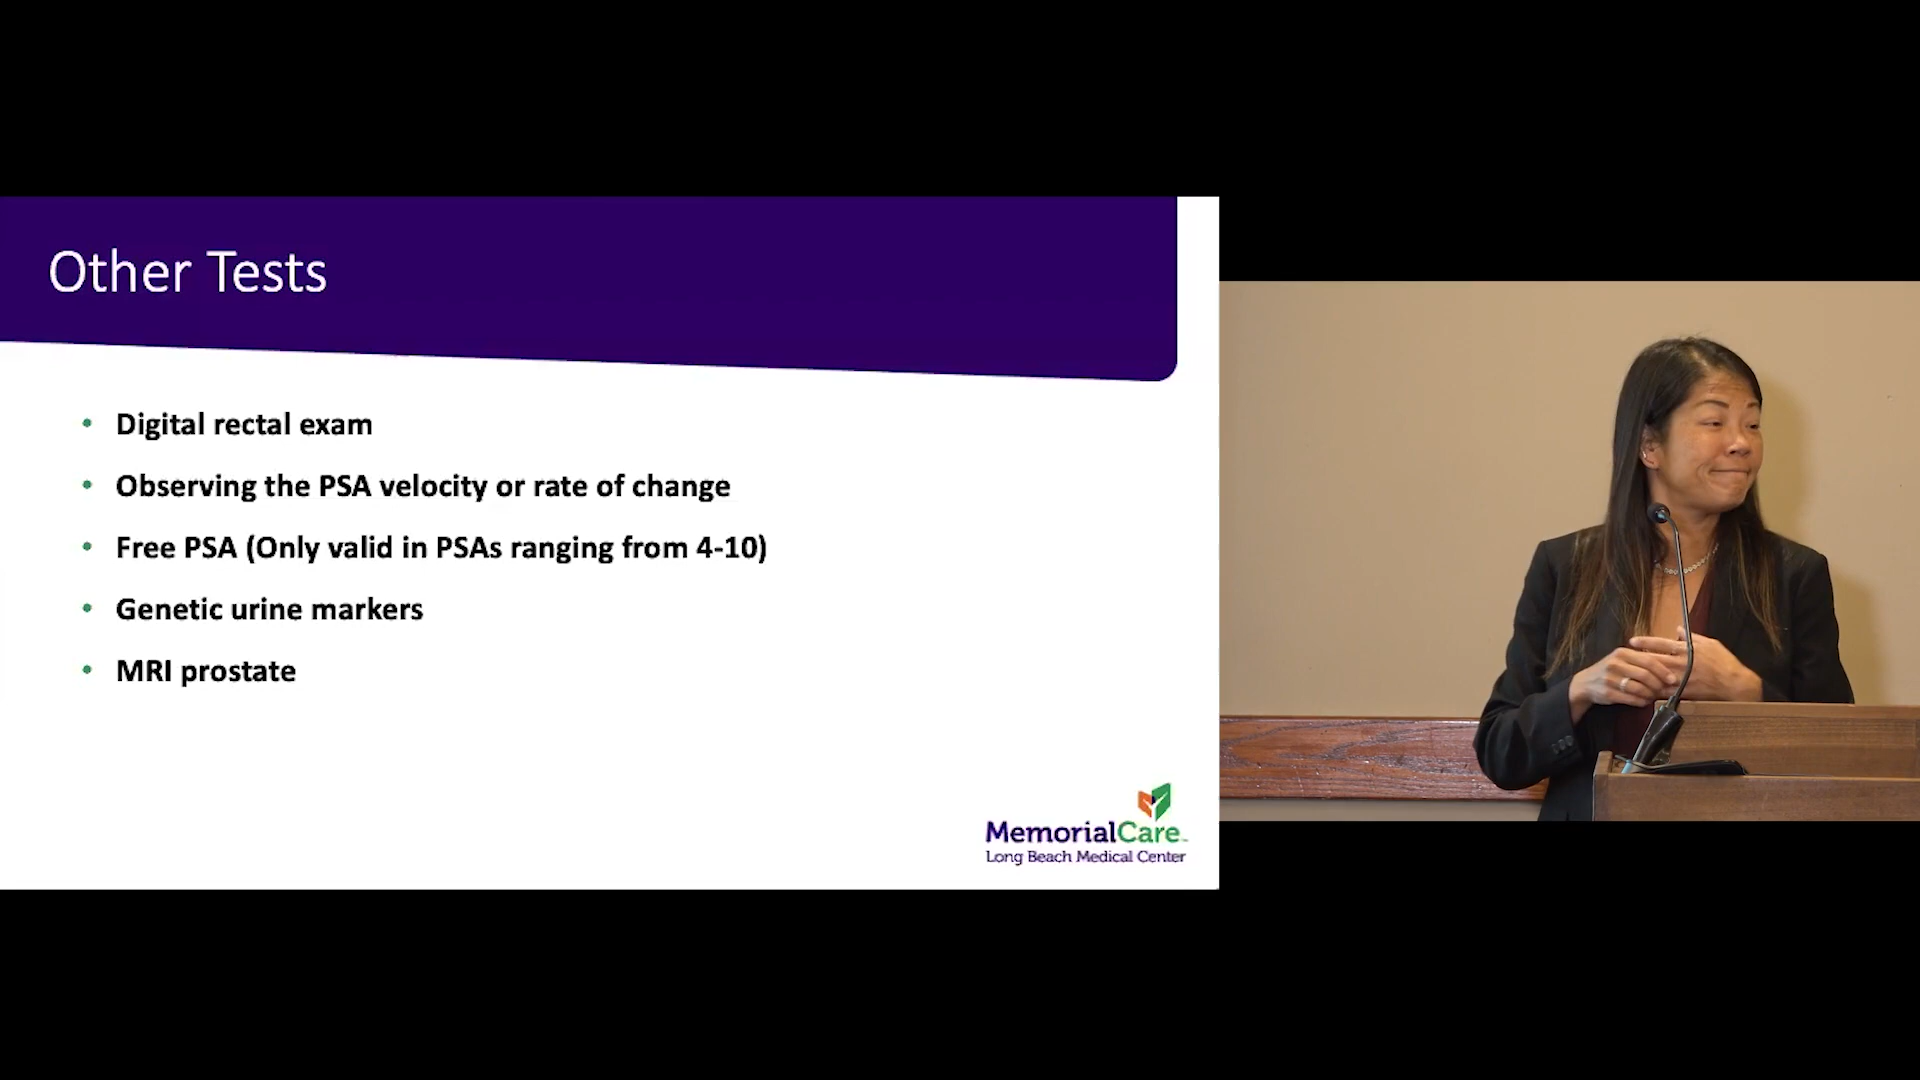 Other Tests
• Digital rectal exam
• Observing the PSA velocity or rate of change
• Free PSA (Only valid in PSAs ranging from 4-10)
• Genetic urine markers
• MRI prostate
MemorialCare™
Long Beach Medical Center